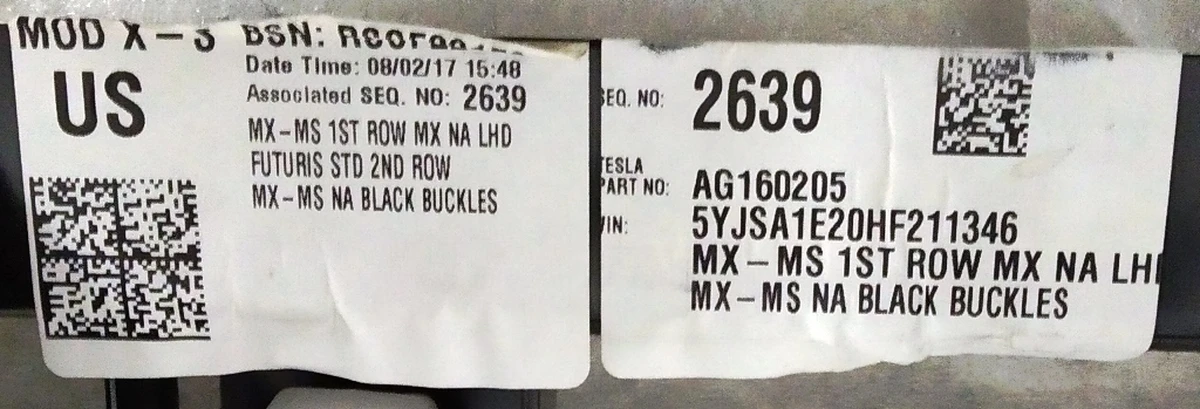 MOD X-3 BSN:
US
Date Time: 08/02/17 15:48
Associated SEQ. NO: 2639
MX-MS 1ST ROW MX NA LHD
FUTURIS STD 2ND ROW
MX-MS NA BLACK BUCKLES
SEQ. NO: 2639
TESLA
PART NO: AG160205
VIN: 5YJSA1E20HF211346
MX-MS 1ST ROW MX NA LH
MX-MS NA BLACK BUCKLES